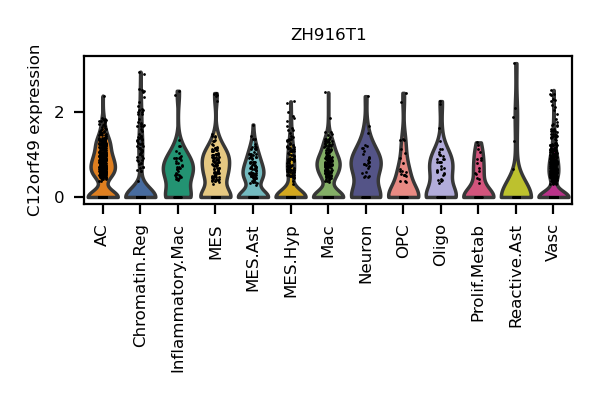 ZH916T1
C12orf49 expression
2
0
AC
Chromatin.Reg
Inflammatory.Mac
MES
MES.Ast
MES.Hyp
Mac
Neuron
OPC
Oligo
Prolif.Metab
Reactive.Ast
Vasc